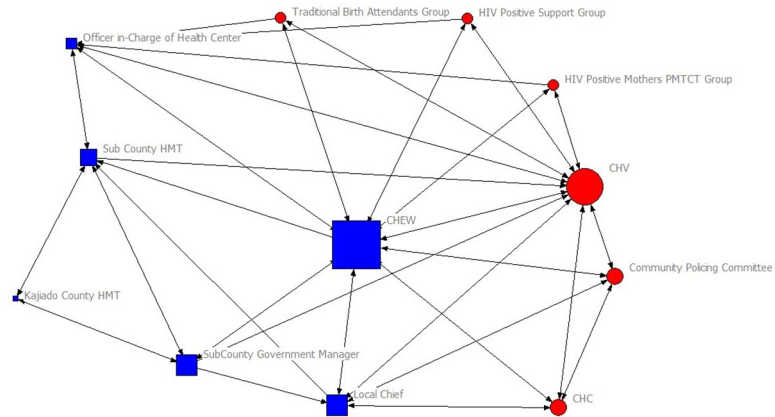 Traditional Birth Attendants Group
HIV Positive Support Group
Officer in-Charge of Health Center
HIV Positive Mothers PMTCT Group
Sub County HMT
CHV
CHEW
Community Policing Committee
Kajiado County HMT
SubCounty Government Manager
Local Chief
CHC